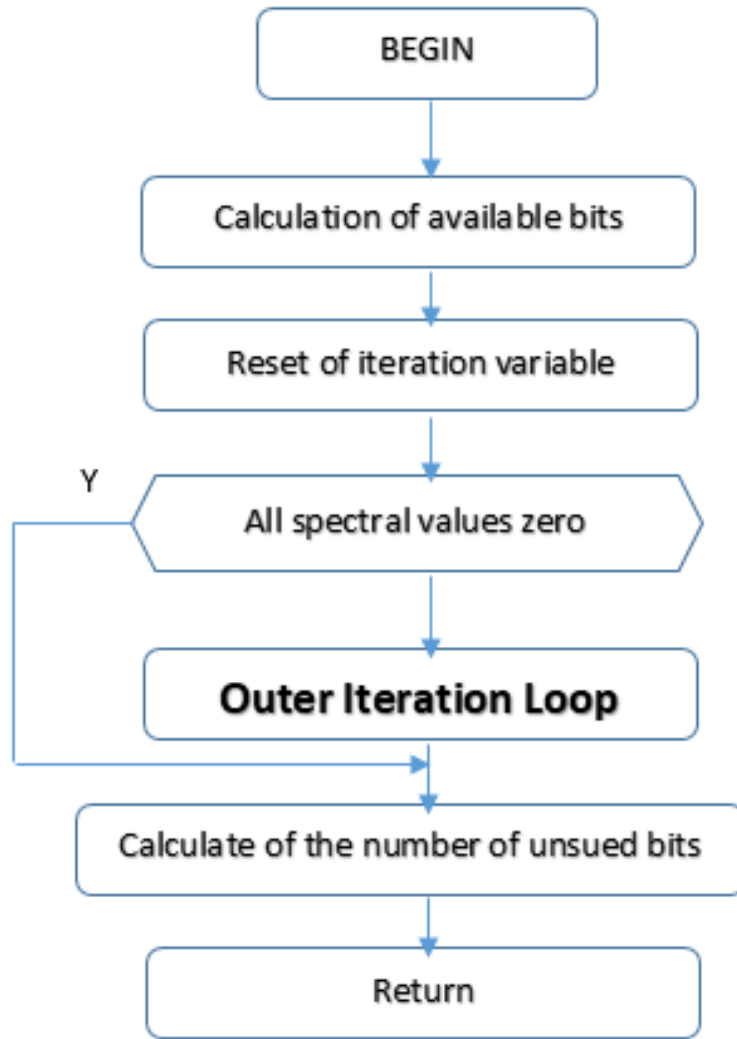 BEGIN
Calculation of available bits
Reset of iteration variable
Y
All spectral values zero
Outer Iteration Loop
Calculate of the number of unsued bits
Return